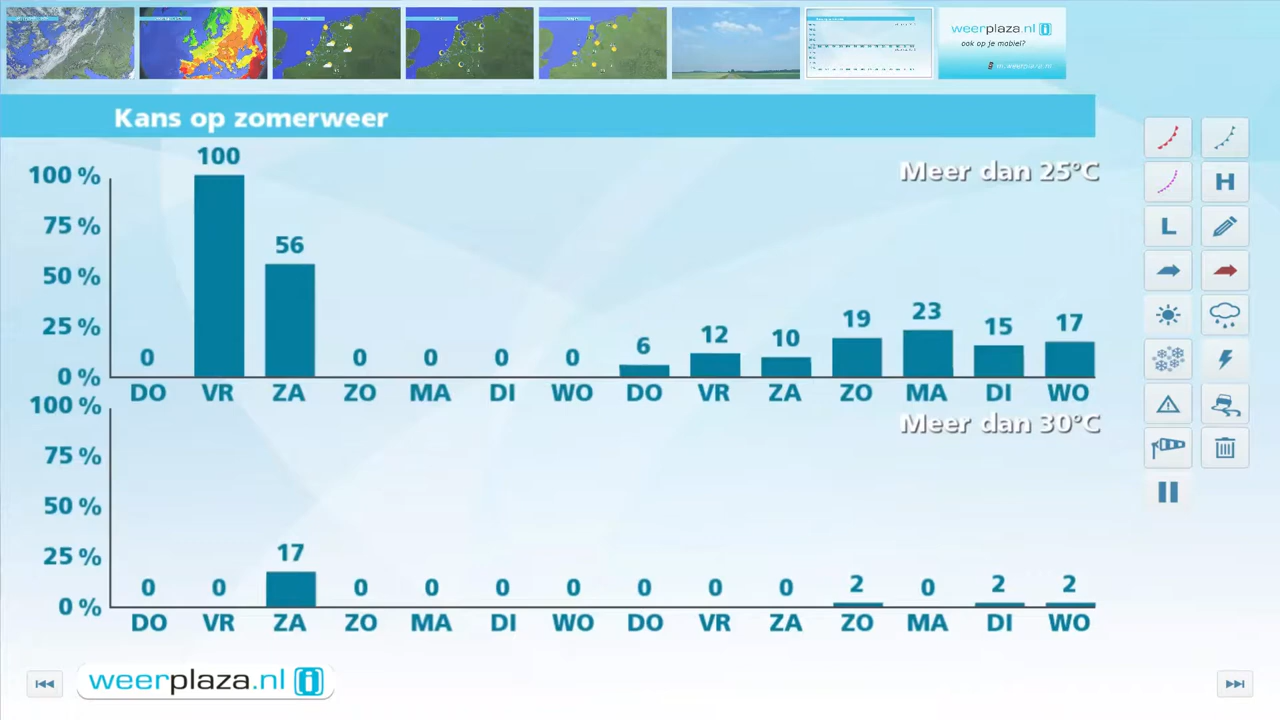 weerplaza.nl
ook op je mobiel?
m.weerplaza.nl
Kans op zomerweer
Meer dan 25°C
100 %
75 %
50 %
25 %
0 %
0 100 56 0 0 0 0 6 12 10 19 23 15 17
DO VR ZA ZO MA DI WO DO VR ZA ZO MA DI WO
Meer dan 30°C
100 %
75 %
50 %
25 %
0 %
0 0 17 0 0 0 0 0 0 0 2 0 2 2
DO VR ZA ZO MA DI WO DO VR ZA ZO MA DI WO
H
L
weerplaza.nl